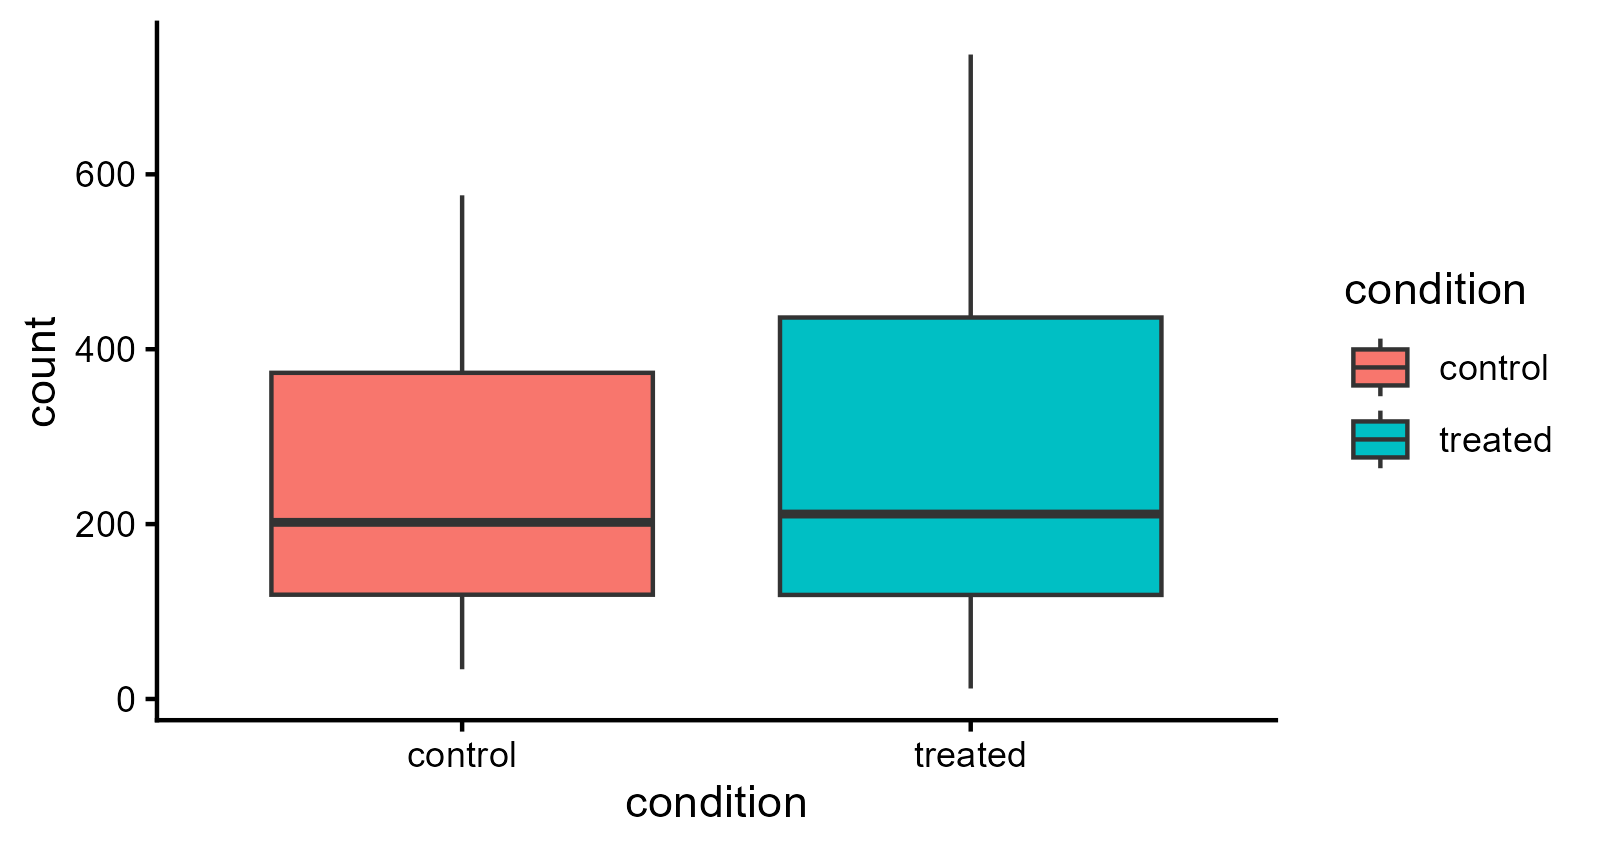 600
400
200
0
count
control
treated
condition
condition
control
treated